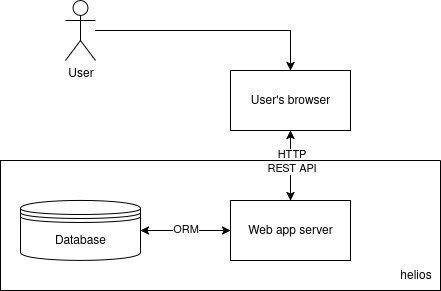 User
User's browser
HTTP
REST API
Database
ORM
Web app server
helios